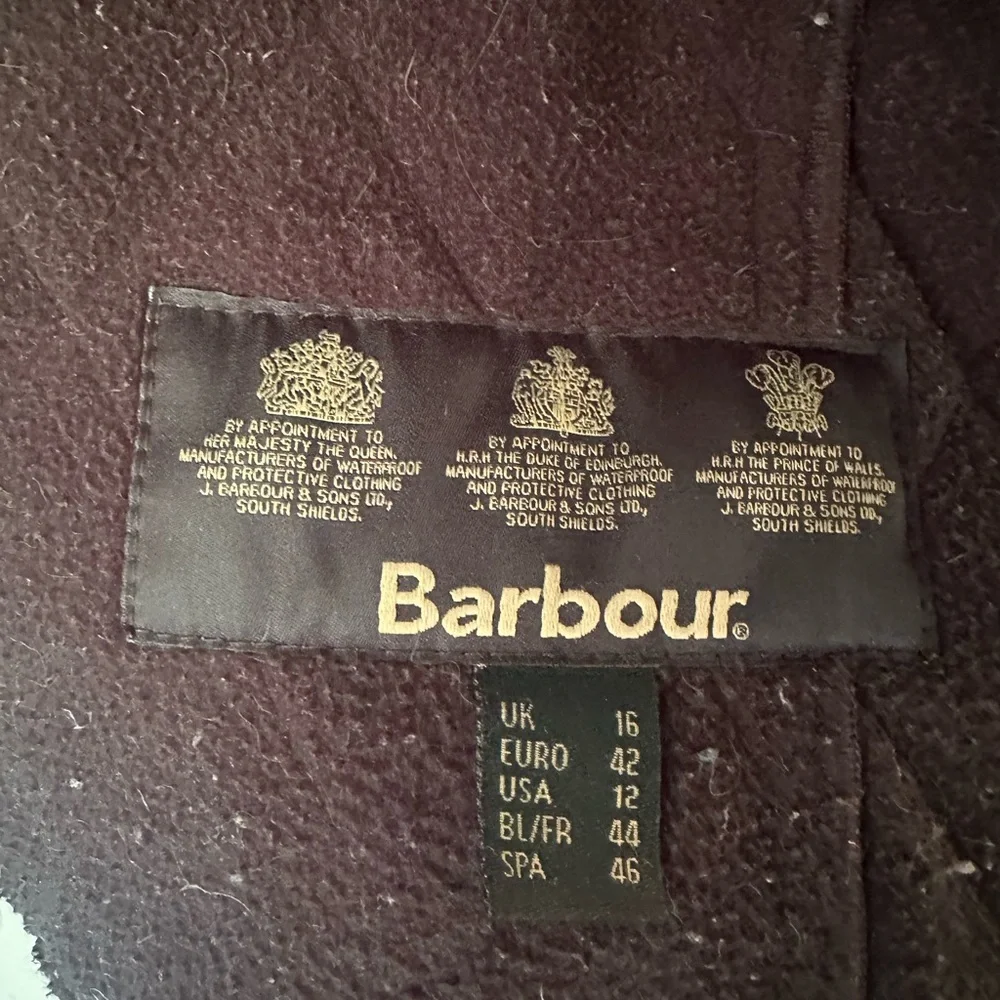 BY APPOINTMENT TO
HER MAJESTY THE QUEEN.
MANUFACTURERS OF WATERPROOF
AND PROTECTIVE CLOTHING
J. BARBOUR & SONS LTD.,
SOUTH SHIELDS.
BY APPOINTMENT TO
H.R.H THE DUKE OF EDINBURGH.
MANUFACTURERS OF WATERPROOF
AND PROTECTIVE CLOTHING
J. BARBOUR & SONS LTD.,
SOUTH SHIELDS.
BY APPOINTMENT TO
H.R.H THE PRINCE OF WALES.
MANUFACTURERS OF WATERPROOF
AND PROTECTIVE CLOTHING
J. BARBOUR & SONS LTD.,
SOUTH SHIELDS.
Barbour®
UK 16
EURO 42
USA 12
BL/FR 44
SPA 46